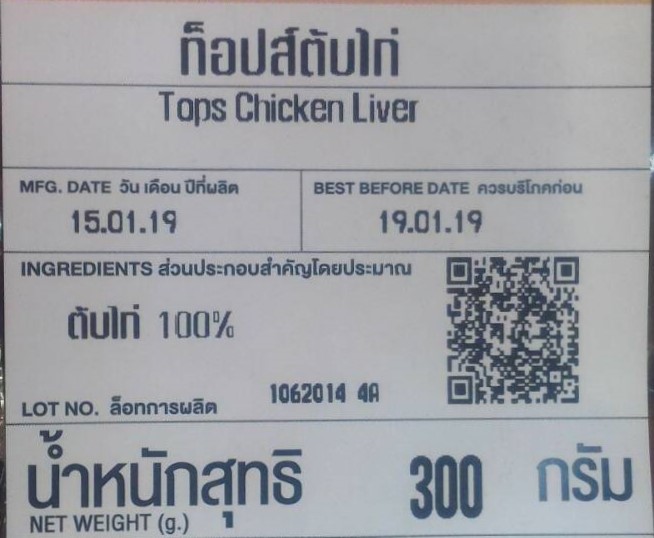 ท็อปส์ตับไก่
Tops Chicken Liver
MFG. DATE วัน เดือน ปีที่ผลิต
15.01.19
BEST BEFORE DATE ควรบริโภคก่อน
19.01.19
INGREDIENTS ส่วนประกอบสำคัญโดยประมาณ
ตับไก่ 100%
LOT NO. ล็อทการผลิต 1062014 4A
น้ำหนักสุทธิ 300 กรัม
NET WEIGHT (g.)